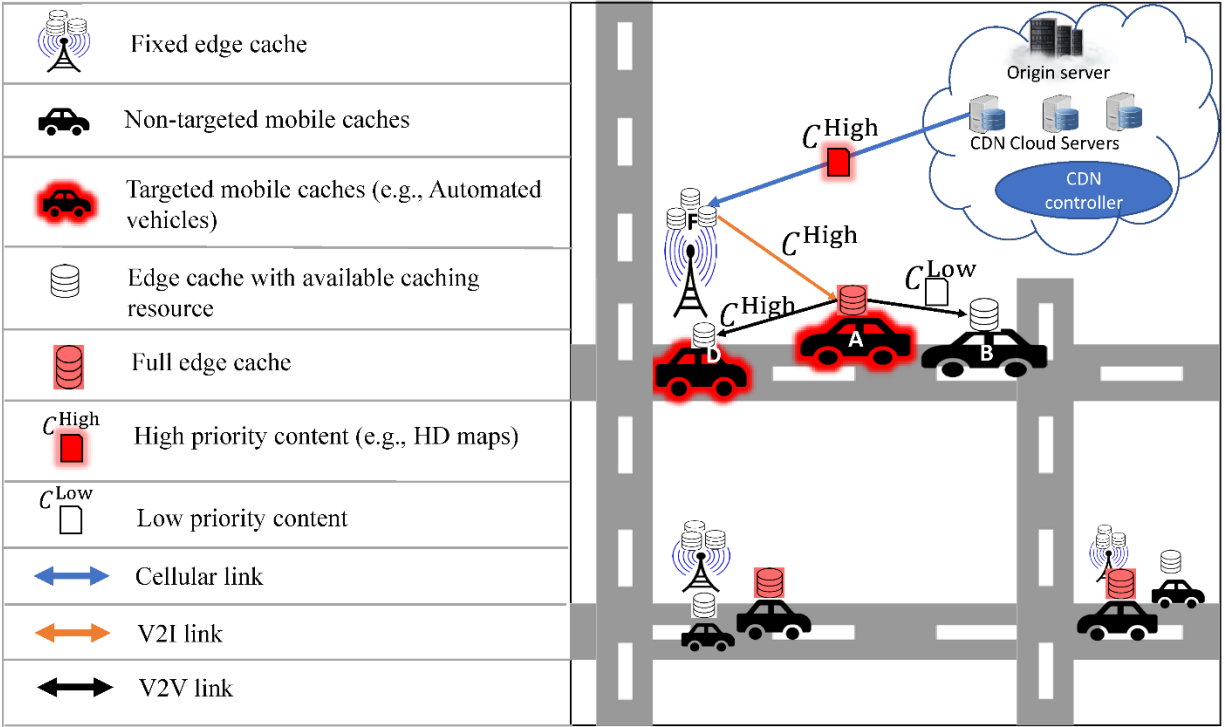 Fixed edge cache
Non-targeted mobile caches
Targeted mobile caches (e.g., Automated
vehicles)
Edge cache with available caching
resource
Full edge cache
C^High
High priority content (e.g., HD maps)
C^Low
Low priority content
Cellular link
V2I link
V2V link
Origin server
CDN Cloud Servers
CDN
controller
C^High
F
C^High
C^Low
C^High
D
A
B